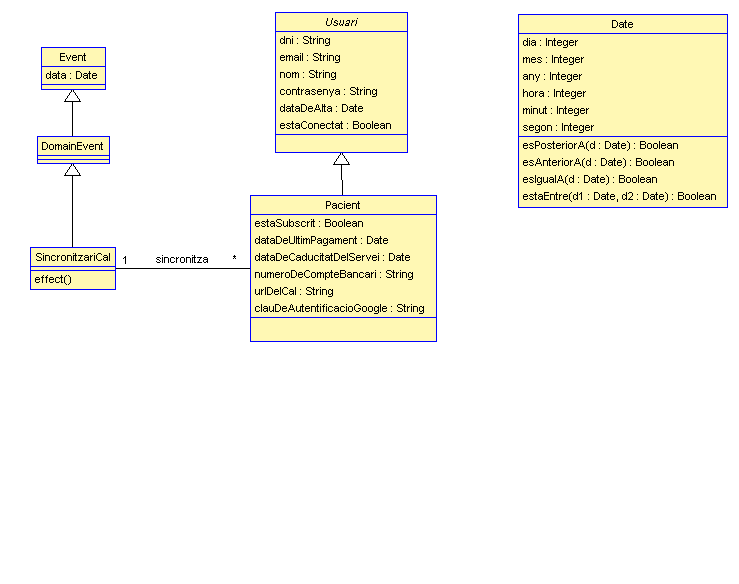 Event
data : Date
DomainEvent
SincronitzariCal
effect()
1
sincronitza
*
Usuari
dni : String
email : String
nom : String
contrasenya : String
dataDeAlta : Date
estaConectat : Boolean
Pacient
estaSubscrit : Boolean
dataDeUltimPagament : Date
dataDeCaducitatDelServei : Date
numeroDeCompteBancari : String
urlDelCal : String
clauDeAutentificacioGoogle : String
Date
dia : Integer
mes : Integer
any : Integer
hora : Integer
minut : Integer
segon : Integer
esPosteriorA(d : Date) : Boolean
esAnteriorA(d : Date) : Boolean
esIgualA(d : Date) : Boolean
estaEntre(d1 : Date, d2 : Date) : Boolean